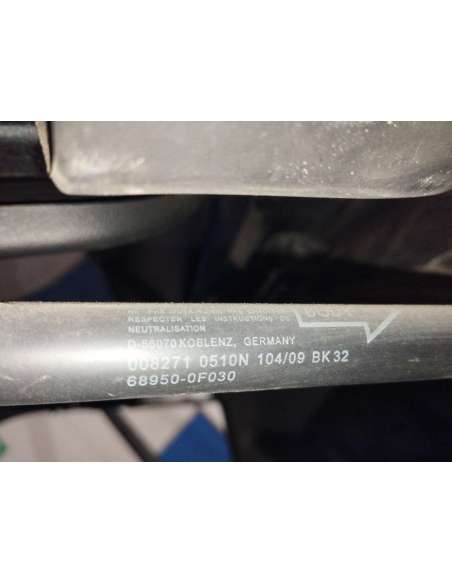 RESPECTER LES INSTRUCTIONS DE
NEUTRALISATION
D-56070 KOBLENZ, GERMANY
008271 0510N 104/09 BK32
68950-0F030